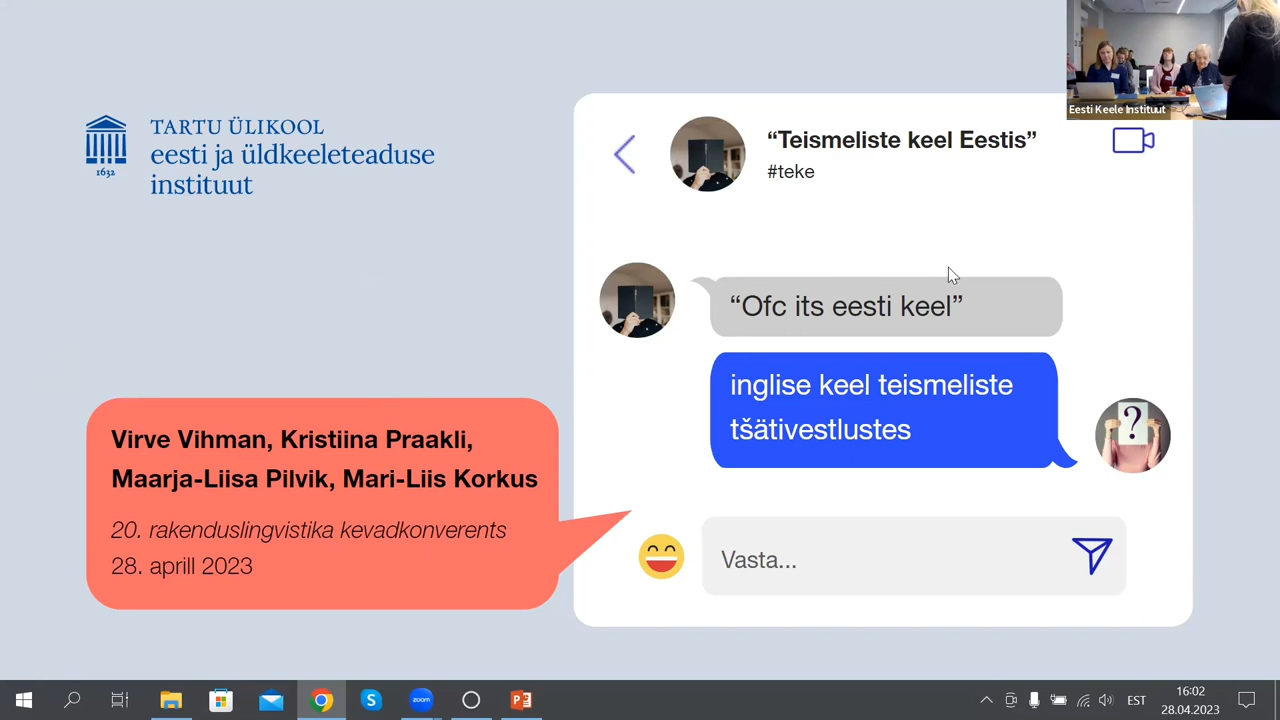 TARTU ÜLIKOOL
eesti ja üldkeeleteaduse
instituut
1632
Eesti Keele Instituut
“Teismeliste keel Eestis”
#teke
“Ofc its eesti keel”
inglise keel teismeliste
tšätivestlustes
?
Virve Vihman, Kristiina Praakli,
Maarja-Liisa Pilvik, Mari-Liis Korkus
20. rakenduslingvistika kevadkonverents
28. aprill 2023
Vasta...
zoom
EST
16:02
28.04.2023